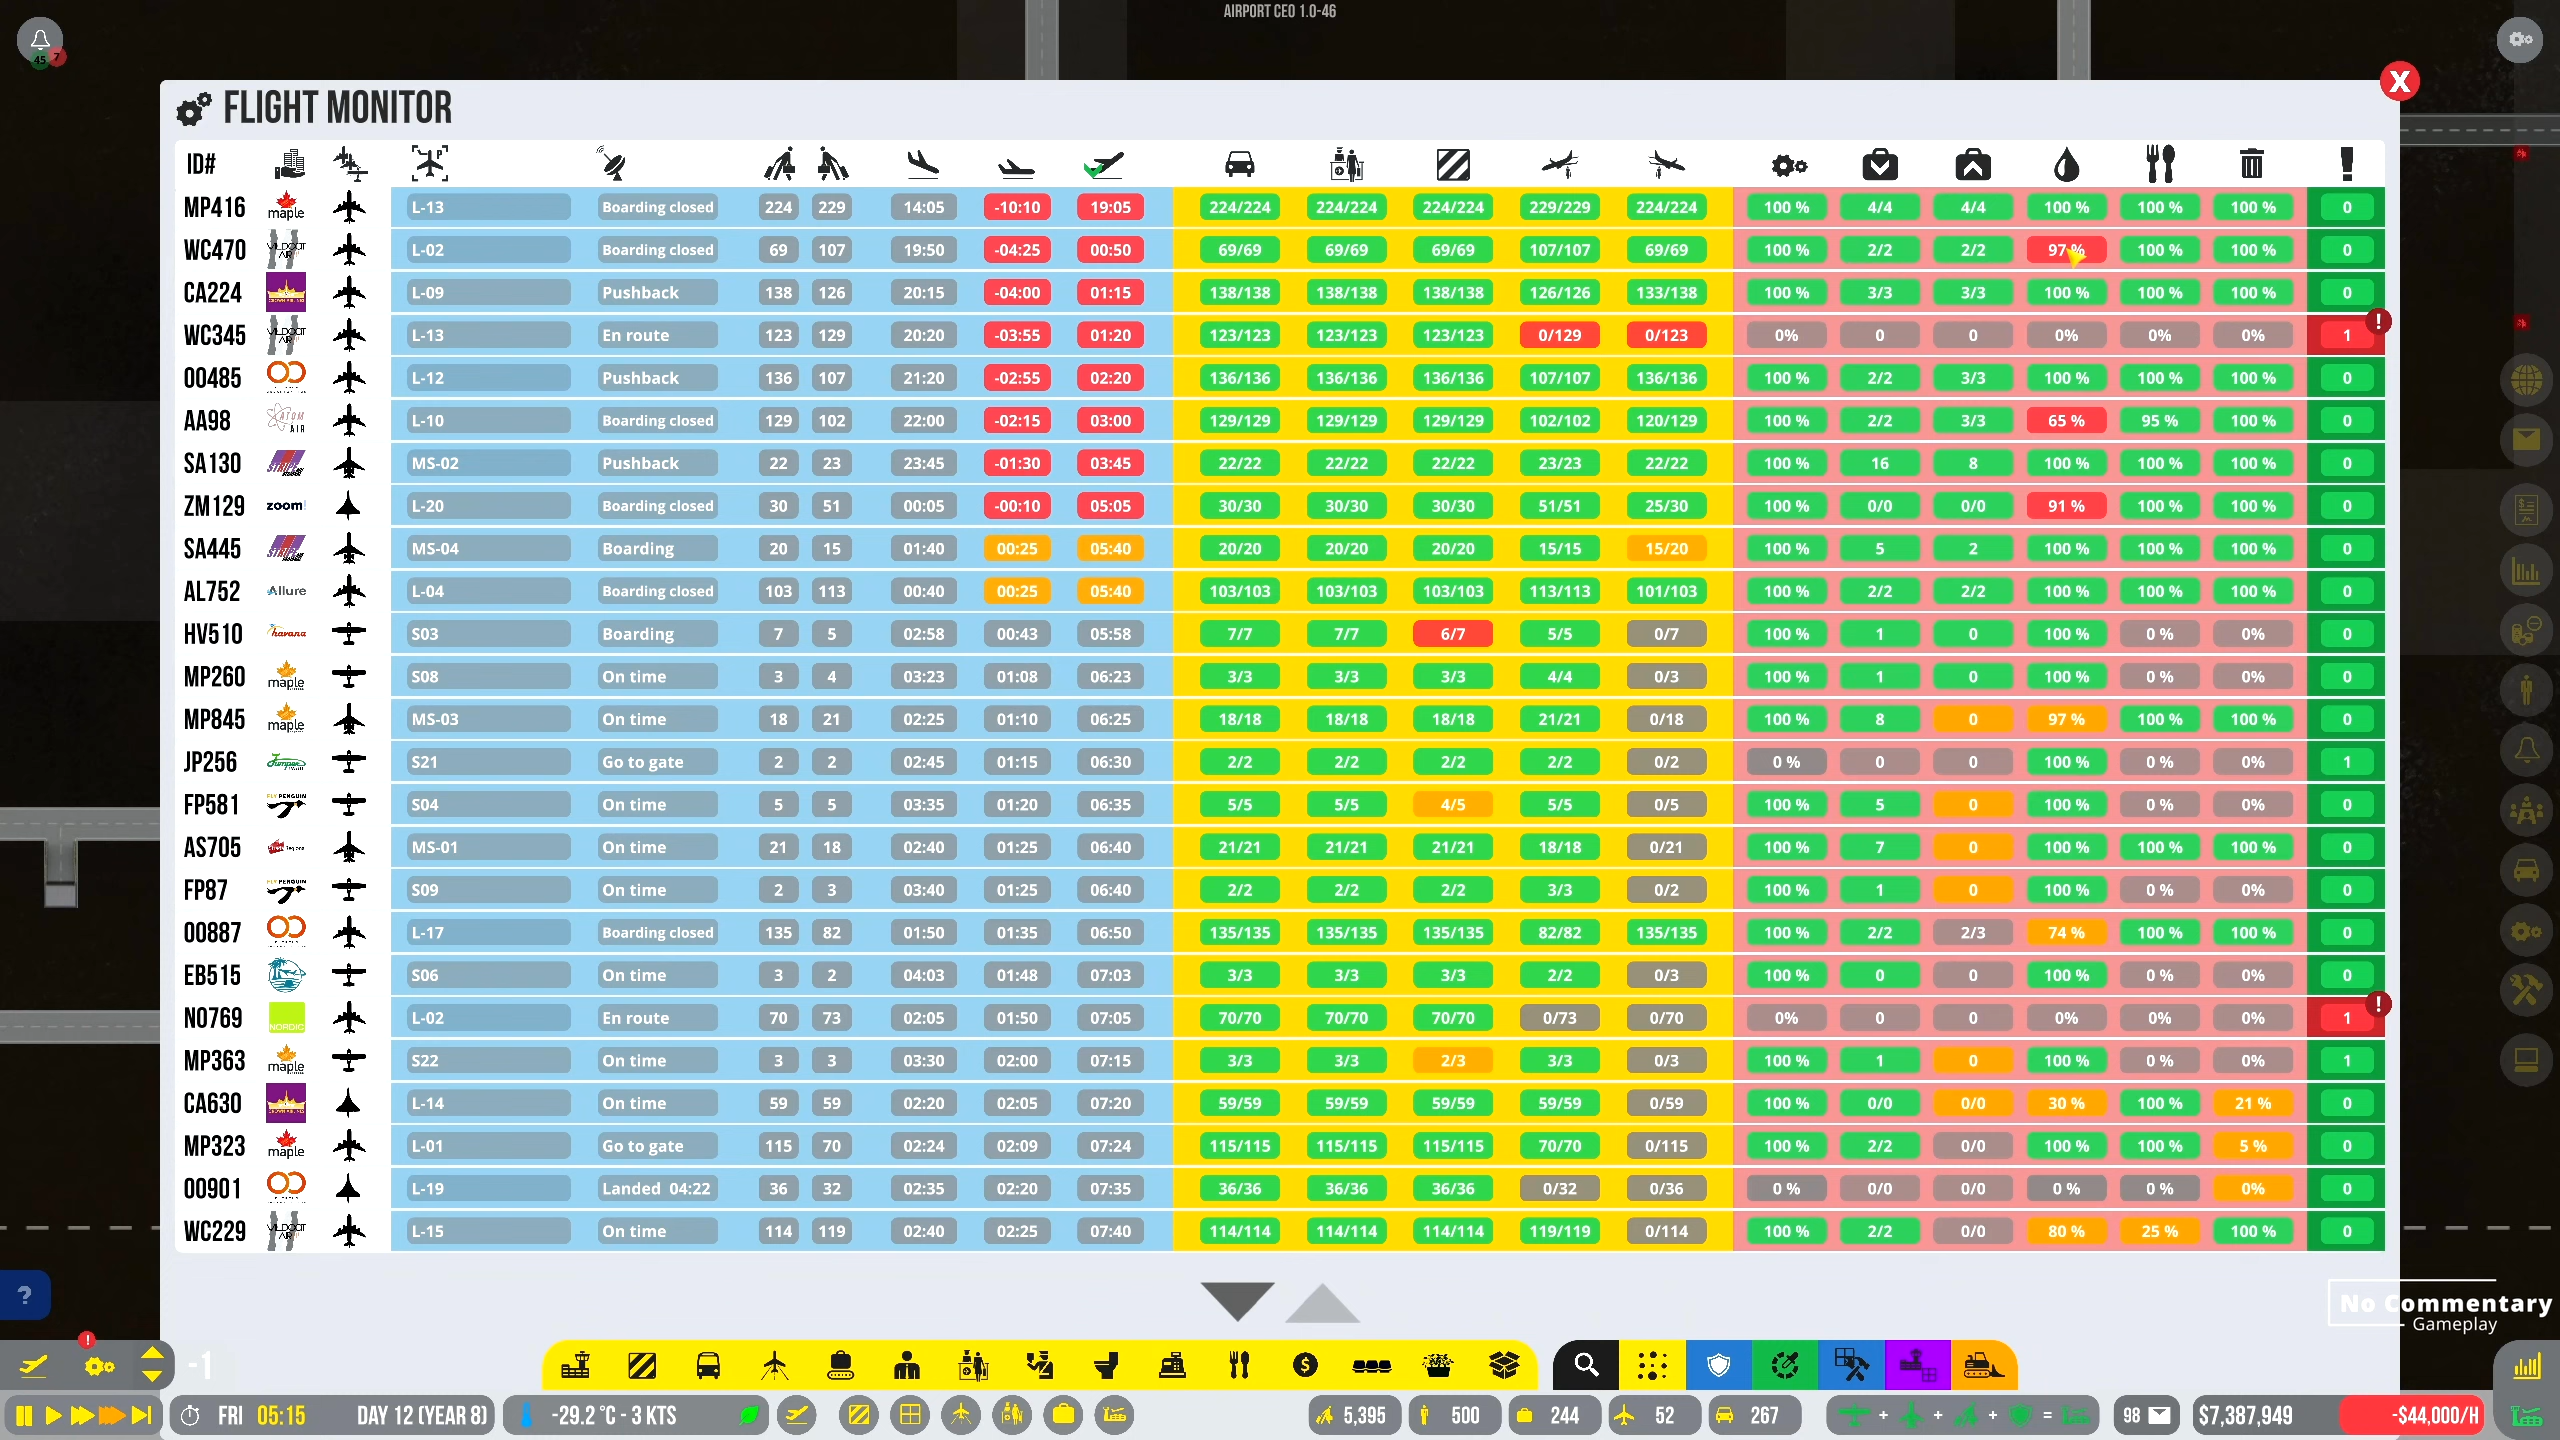 AIRPORT CEO 1.0-46
45 7
FLIGHT MONITOR
ID#
MP416 maple L-13 Boarding closed 224 229 14:05 -10:10 19:05 224/224 224/224 224/224 229/229 224/224 100 % 4/4 4/4 100 % 100 % 100 % 0
WC470 L-02 Boarding closed 69 107 19:50 -04:25 00:50 69/69 69/69 69/69 107/107 69/69 100 % 2/2 2/2 97 % 100 % 100 % 0
CA224 L-09 Pushback 138 126 20:15 -04:00 01:15 138/138 138/138 138/138 126/126 133/138 100 % 3/3 3/3 100 % 100 % 100 % 0
WC345 L-13 En route 123 129 20:20 -03:55 01:20 123/123 123/123 123/123 0/129 0/123 0% 0 0 0% 0% 0% 1 !
OO485 L-12 Pushback 136 107 21:20 -02:55 02:20 136/136 136/136 136/136 107/107 136/136 100 % 2/2 3/3 100 % 100 % 100 % 0
AA98 ATOM AIR L-10 Boarding closed 129 102 22:00 -02:15 03:00 129/129 129/129 129/129 102/102 120/129 100 % 2/2 3/3 65 % 95 % 100 % 0
SA130 MS-02 Pushback 22 23 23:45 -01:30 03:45 22/22 22/22 22/22 23/23 22/22 100 % 16 8 100 % 100 % 100 % 0
ZM129 zoom! L-20 Boarding closed 30 51 00:05 -00:10 05:05 30/30 30/30 30/30 51/51 25/30 100 % 0/0 0/0 91 % 100 % 100 % 0
SA445 MS-04 Boarding 20 15 01:40 00:25 05:40 20/20 20/20 20/20 15/15 15/20 100 % 5 2 100 % 100 % 100 % 0
AL752 Allure L-04 Boarding closed 103 113 00:40 00:25 05:40 103/103 103/103 103/103 113/113 101/103 100 % 2/2 2/2 100 % 100 % 100 % 0
HV510 havana S03 Boarding 7 5 02:58 00:43 05:58 7/7 7/7 6/7 5/5 0/7 100 % 1 0 100 % 0 % 0% 0
MP260 maple S08 On time 3 4 03:23 01:08 06:23 3/3 3/3 3/3 4/4 0/3 100 % 1 0 100 % 0 % 0% 0
MP845 maple MS-03 On time 18 21 02:25 01:10 06:25 18/18 18/18 18/18 21/21 0/18 100 % 8 0 97 % 100 % 100 % 0
JP256 Jumper S21 Go to gate 2 2 02:45 01:15 06:30 2/2 2/2 2/2 2/2 0/2 0 % 0 0 100 % 0 % 0% 1
FP581 FLY PENGUIN S04 On time 5 5 03:35 01:20 06:35 5/5 5/5 4/5 5/5 0/5 100 % 5 0 100 % 0 % 0% 0
AS705 MS-01 On time 21 18 02:40 01:25 06:40 21/21 21/21 21/21 18/18 0/21 100 % 7 0 100 % 100 % 100 % 0
FP87 FLY PENGUIN S09 On time 2 3 03:40 01:25 06:40 2/2 2/2 2/2 3/3 0/2 100 % 1 0 100 % 0 % 0% 0
OO887 L-17 Boarding closed 135 82 01:50 01:35 06:50 135/135 135/135 135/135 82/82 135/135 100 % 2/2 2/3 74 % 100 % 100 % 0
EB515 S06 On time 3 2 04:03 01:48 07:03 3/3 3/3 3/3 2/2 0/3 100 % 0 0 100 % 0 % 0% 0
NO769 NORDIC L-02 En route 70 73 02:05 01:50 07:05 70/70 70/70 70/70 0/73 0/70 0% 0 0 0% 0% 0% 1 !
MP363 maple S22 On time 3 3 03:30 02:00 07:15 3/3 3/3 2/3 3/3 0/3 100 % 1 0 100 % 0 % 0% 1
CA630 L-14 On time 59 59 02:20 02:05 07:20 59/59 59/59 59/59 59/59 0/59 100 % 0/0 0/0 30 % 100 % 21 % 0
MP323 maple L-01 Go to gate 115 70 02:24 02:09 07:24 115/115 115/115 115/115 70/70 0/115 100 % 2/2 0/0 100 % 100 % 5 % 0
OO901 L-19 Landed 04:22 36 32 02:35 02:20 07:35 36/36 36/36 36/36 0/32 0/36 0 % 0/0 0/0 0 % 0 % 0% 0
WC229 L-15 On time 114 119 02:40 02:25 07:40 114/114 114/114 114/114 119/119 0/114 100 % 2/2 0/0 80 % 25 % 100 % 0
?
No Commentary
Gameplay
! -1
FRI 05:15 DAY 12 (YEAR 8) -29.2 °C - 3 KTS 5,395 500 244 52 267 + + + = 98 $7,387,949 -$44,000/H